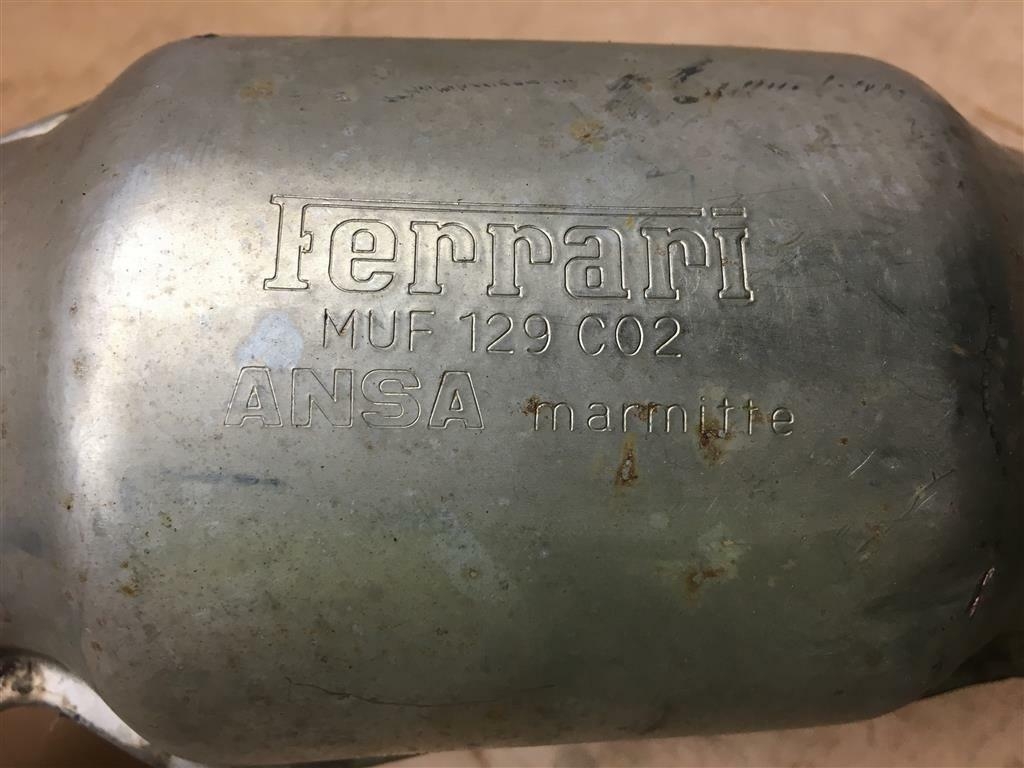 Ferrari
MUF 129 C02
ANSA marmitte